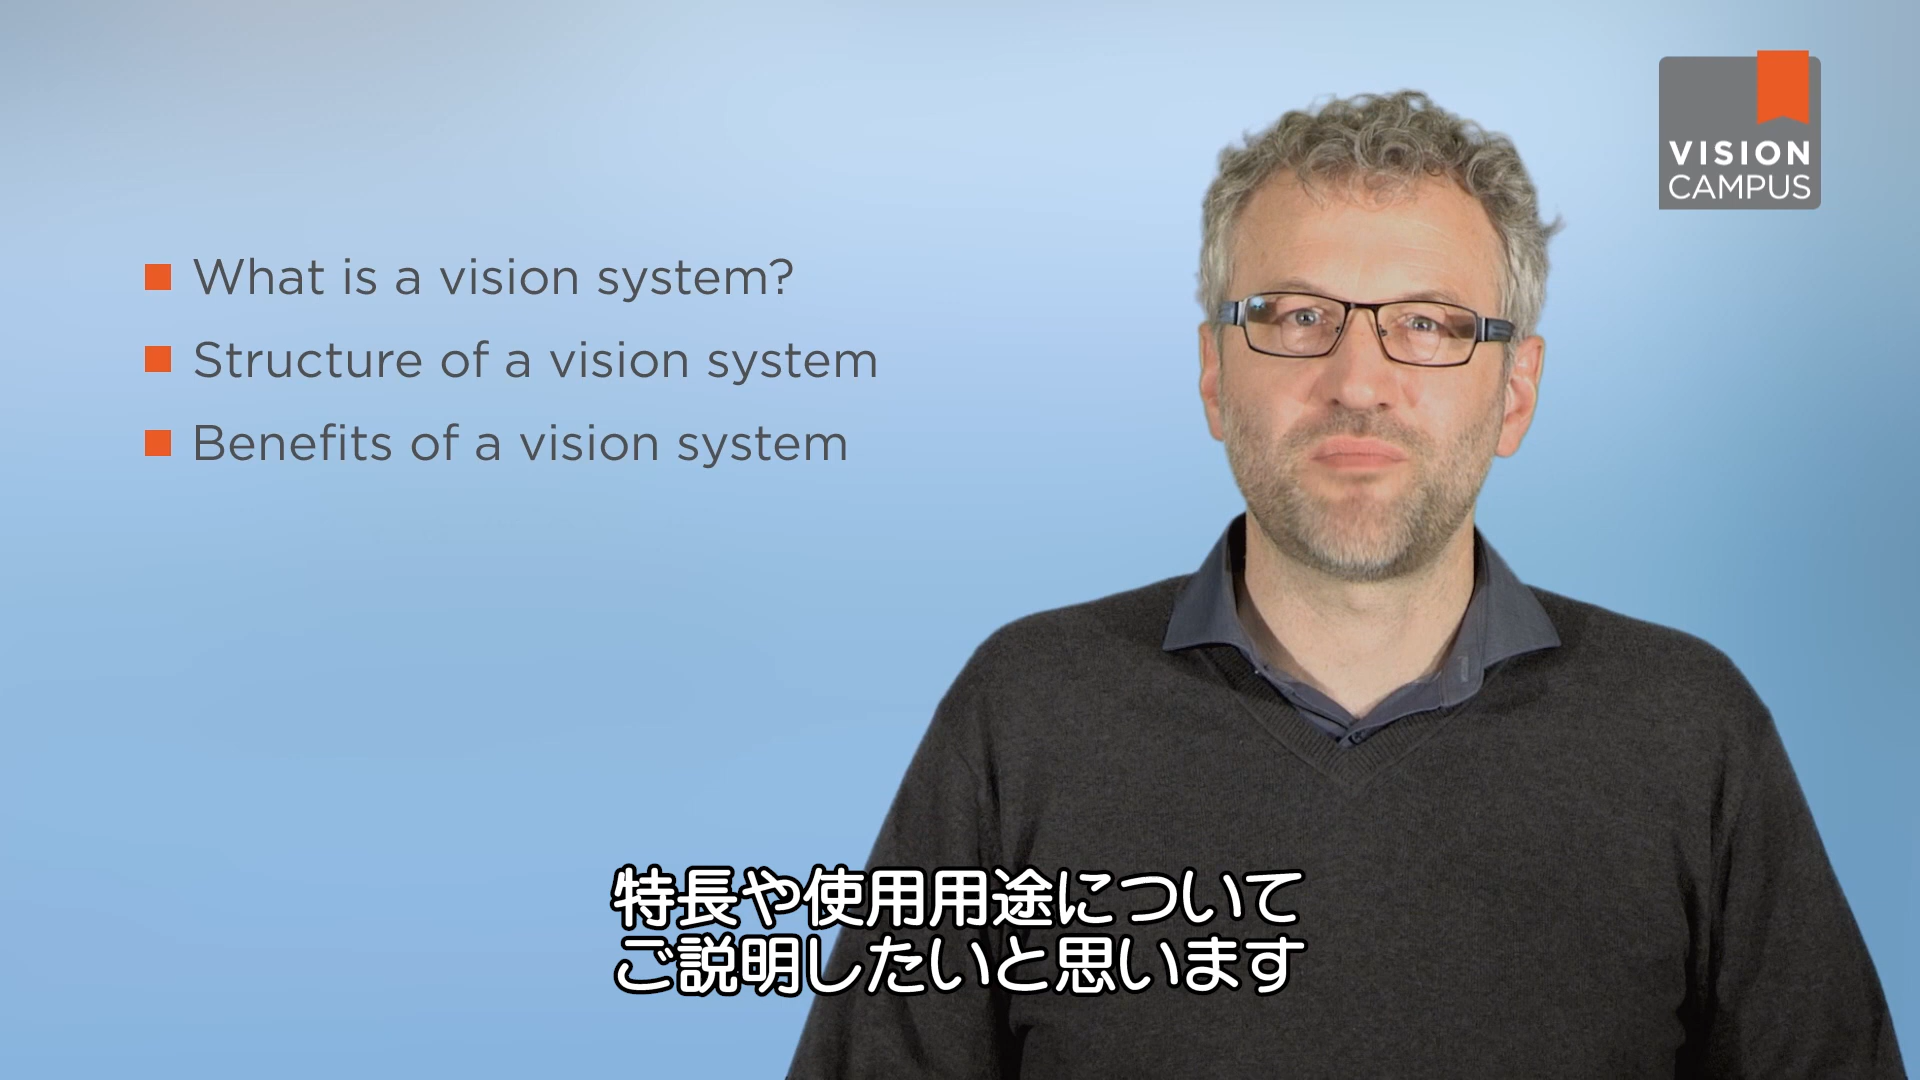 VISION
CAMPUS
What is a vision system?
Structure of a vision system
Benefits of a vision system
特長や使用用途について
ご説明したいと思います